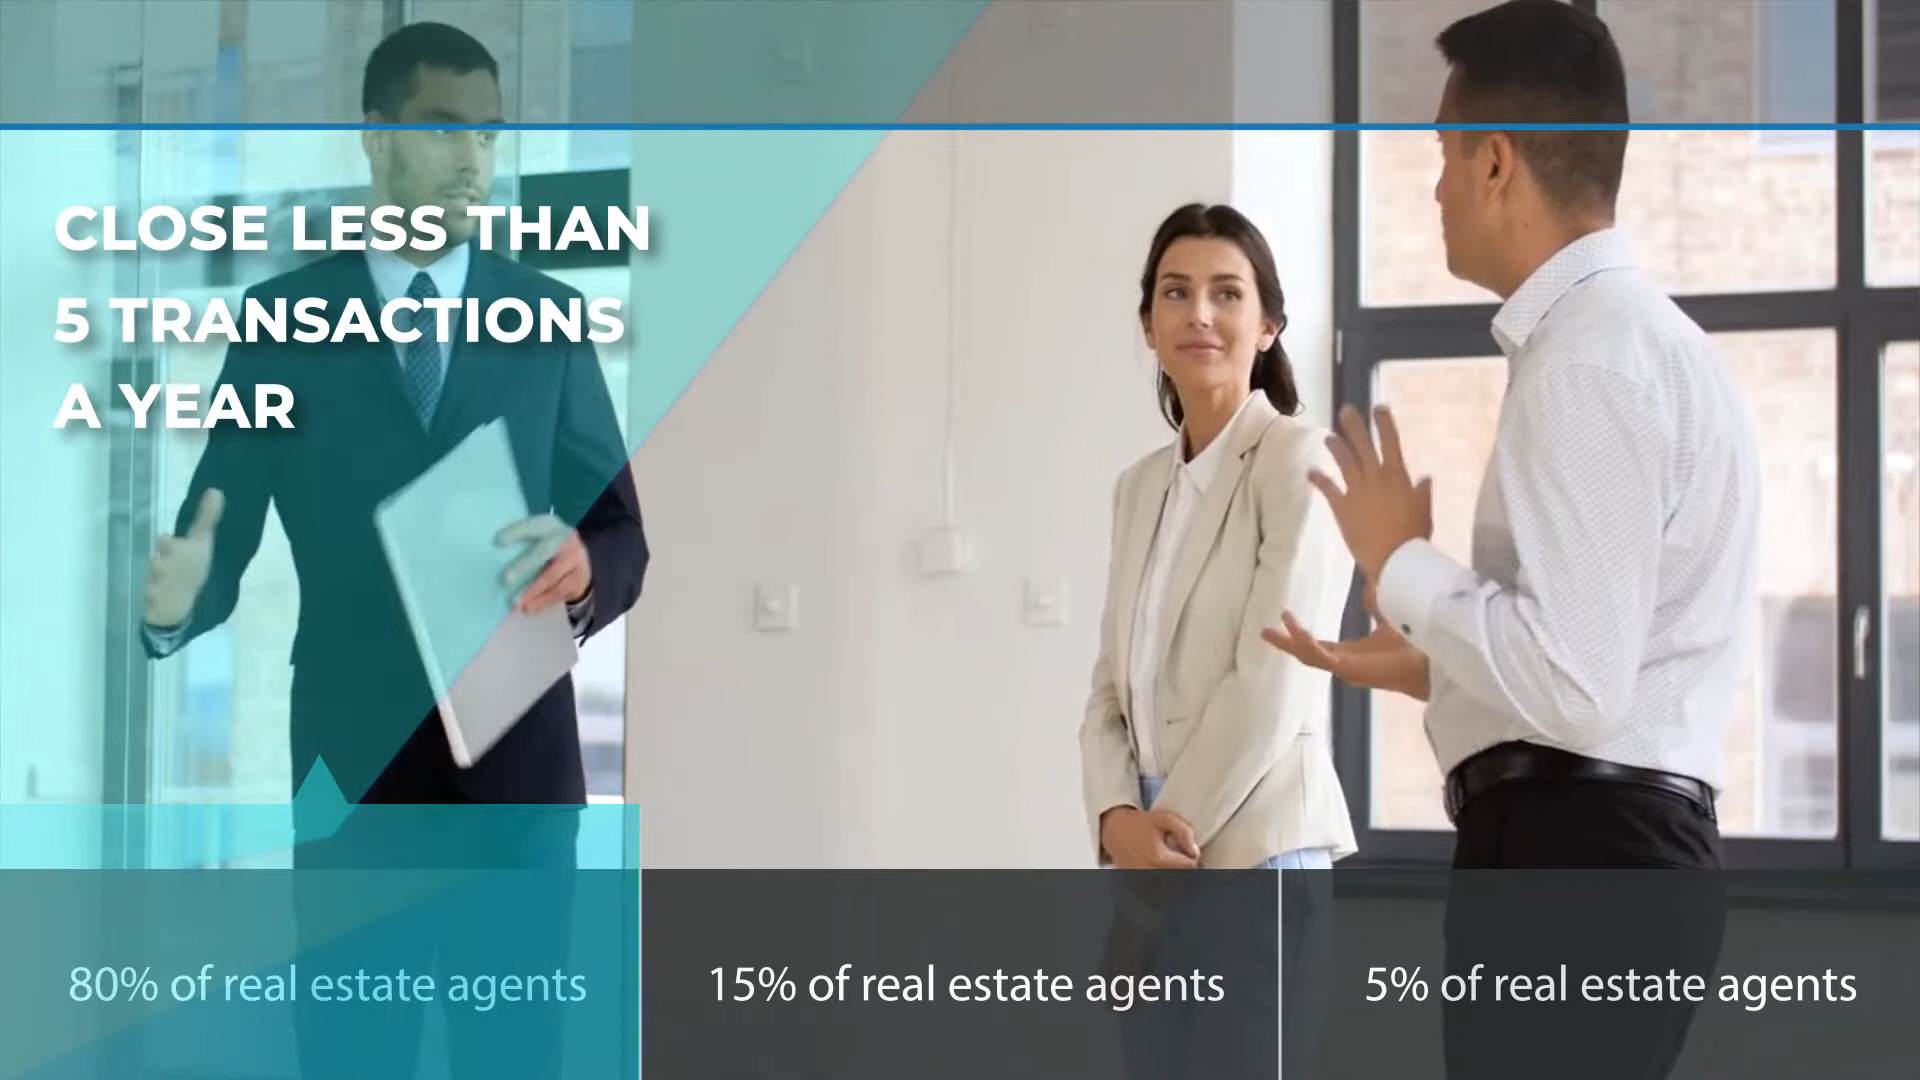 CLOSE LESS THAN
5 TRANSACTIONS
A YEAR
80% of real estate agents
15% of real estate agents
5% of real estate agents